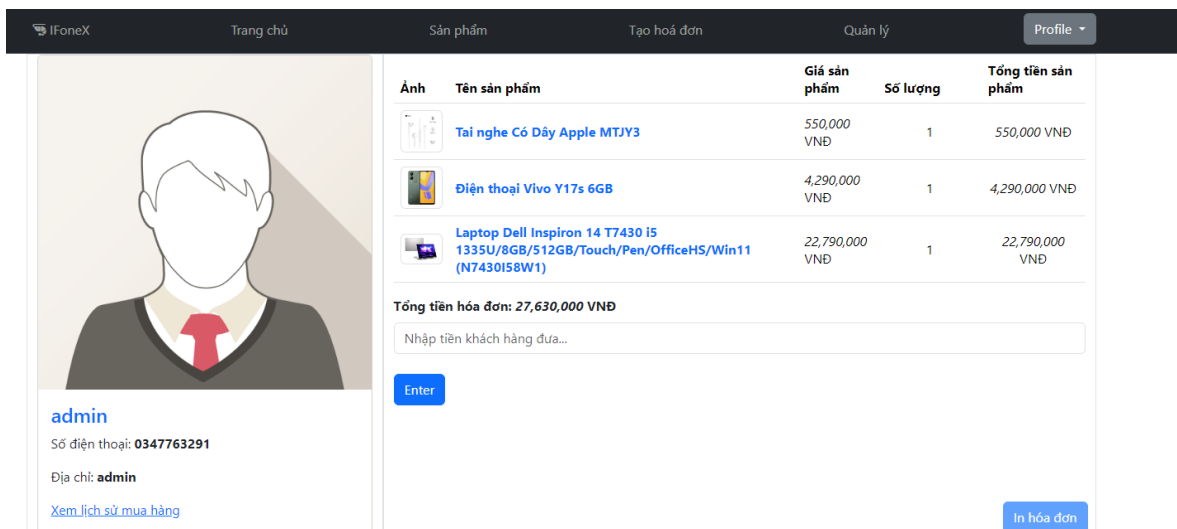 IFoneX Trang chủ Sản phẩm Tạo hoá đơn Quản lý Profile
admin
Số điện thoại: 0347763291
Địa chỉ: admin
Xem lịch sử mua hàng
Ảnh Tên sản phẩm Giá sản phẩm Số lượng Tổng tiền sản phẩm
Tai nghe Có Dây Apple MTJY3 550,000 VNĐ 1 550,000 VNĐ
Điện thoại Vivo Y17s 6GB 4,290,000 VNĐ 1 4,290,000 VNĐ
Laptop Dell Inspiron 14 T7430 i5
1335U/8GB/512GB/Touch/Pen/OfficeHS/Win11
(N7430I58W1) 22,790,000 VNĐ 1 22,790,000 VNĐ
Tổng tiền hóa đơn: 27,630,000 VNĐ
Nhập tiền khách hàng đưa...
Enter
In hóa đơn